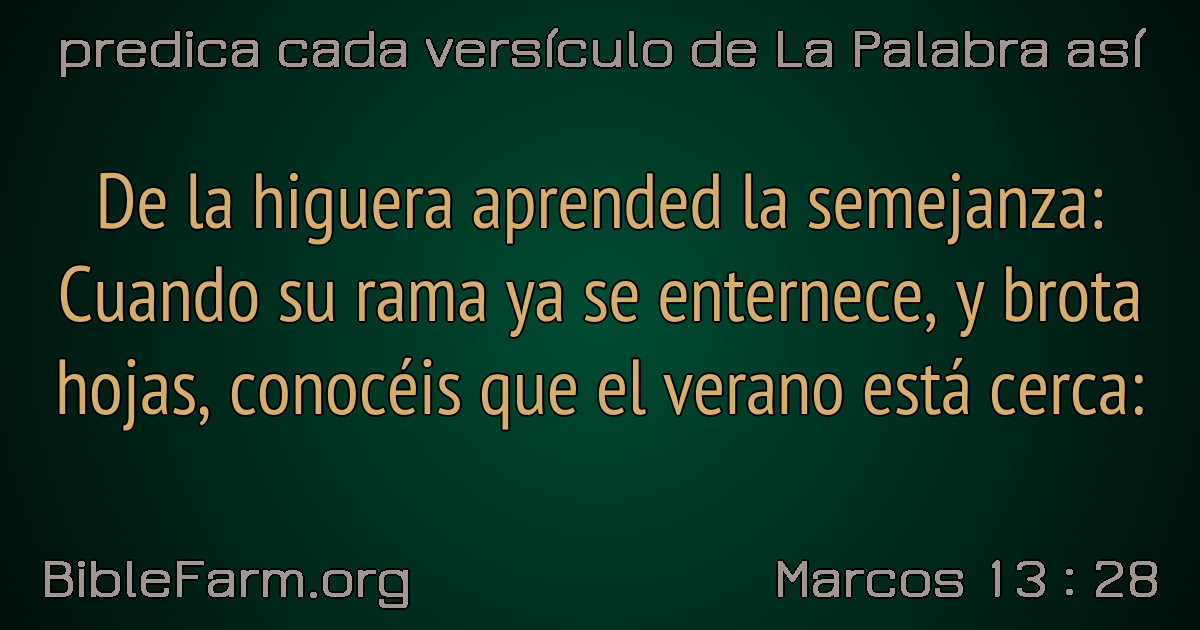 predica cada versículo de La Palabra así
De la higuera aprended la semejanza:
Cuando su rama ya se enternece, y brota
hojas, conocéis que el verano está cerca:
BibleFarm.org
Marcos 13 : 28